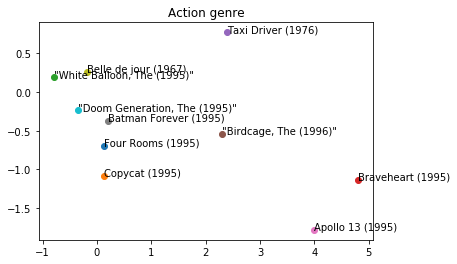 Action genre
Taxi Driver (1976)
0.5
Belle de jour (1967)
"White Balloon, The (1995)"
0.0
"Doom Generation, The (1995)"
Batman Forever (1995)
−0.5
"Birdcage, The (1996)"
Four Rooms (1995)
−1.0
Copycat (1995)
Braveheart (1995)
−1.5
Apollo 13 (1995)
−1 0 1 2 3 4 5